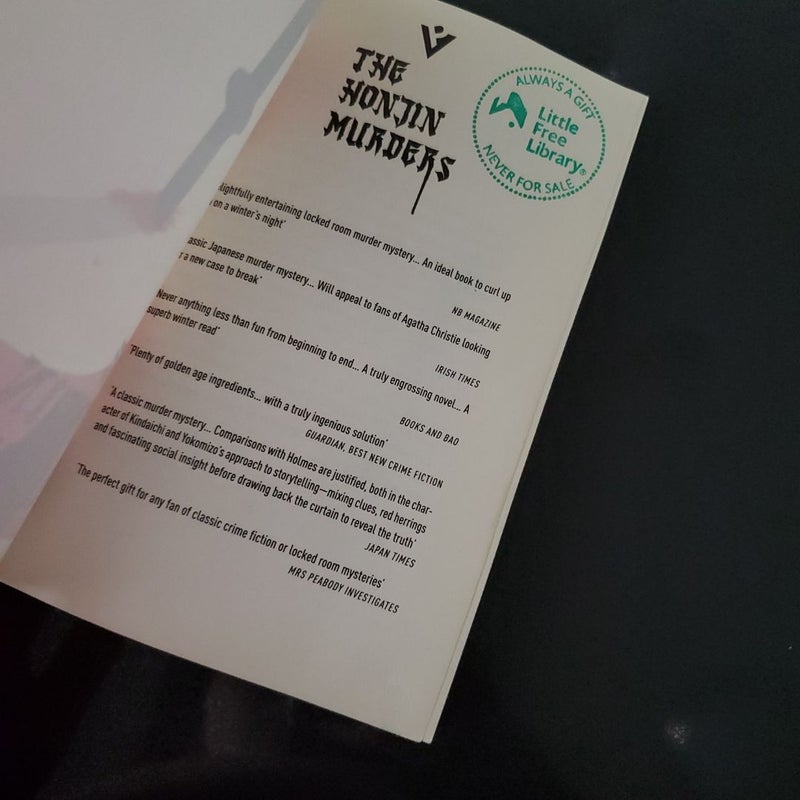 THE
HONJIN
MURDERS
ALWAYS A GIFT
Little
Free
Library®
NEVER FOR SALE
lightfully entertaining locked room murder mystery... An ideal book to curl up
on a winter's night'
NB MAGAZINE
assic Japanese murder mystery... Will appeal to fans of Agatha Christie looking
r a new case to break'
IRISH TIMES
'Never anything less than fun from beginning to end... A truly engrossing novel... A
superb winter read'
BOOKS AND BAO
'Plenty of golden age ingredients... with a truly ingenious solution'
GUARDIAN, BEST NEW CRIME FICTION
'A classic murder mystery... Comparisons with Holmes are justified, both in the char-
acter of Kindaichi and Yokomizo's approach to storytelling—mixing clues, red herrings
and fascinating social insight before drawing back the curtain to reveal the truth'
JAPAN TIMES
'The perfect gift for any fan of classic crime fiction or locked room mysteries'
MRS PEABODY INVESTIGATES